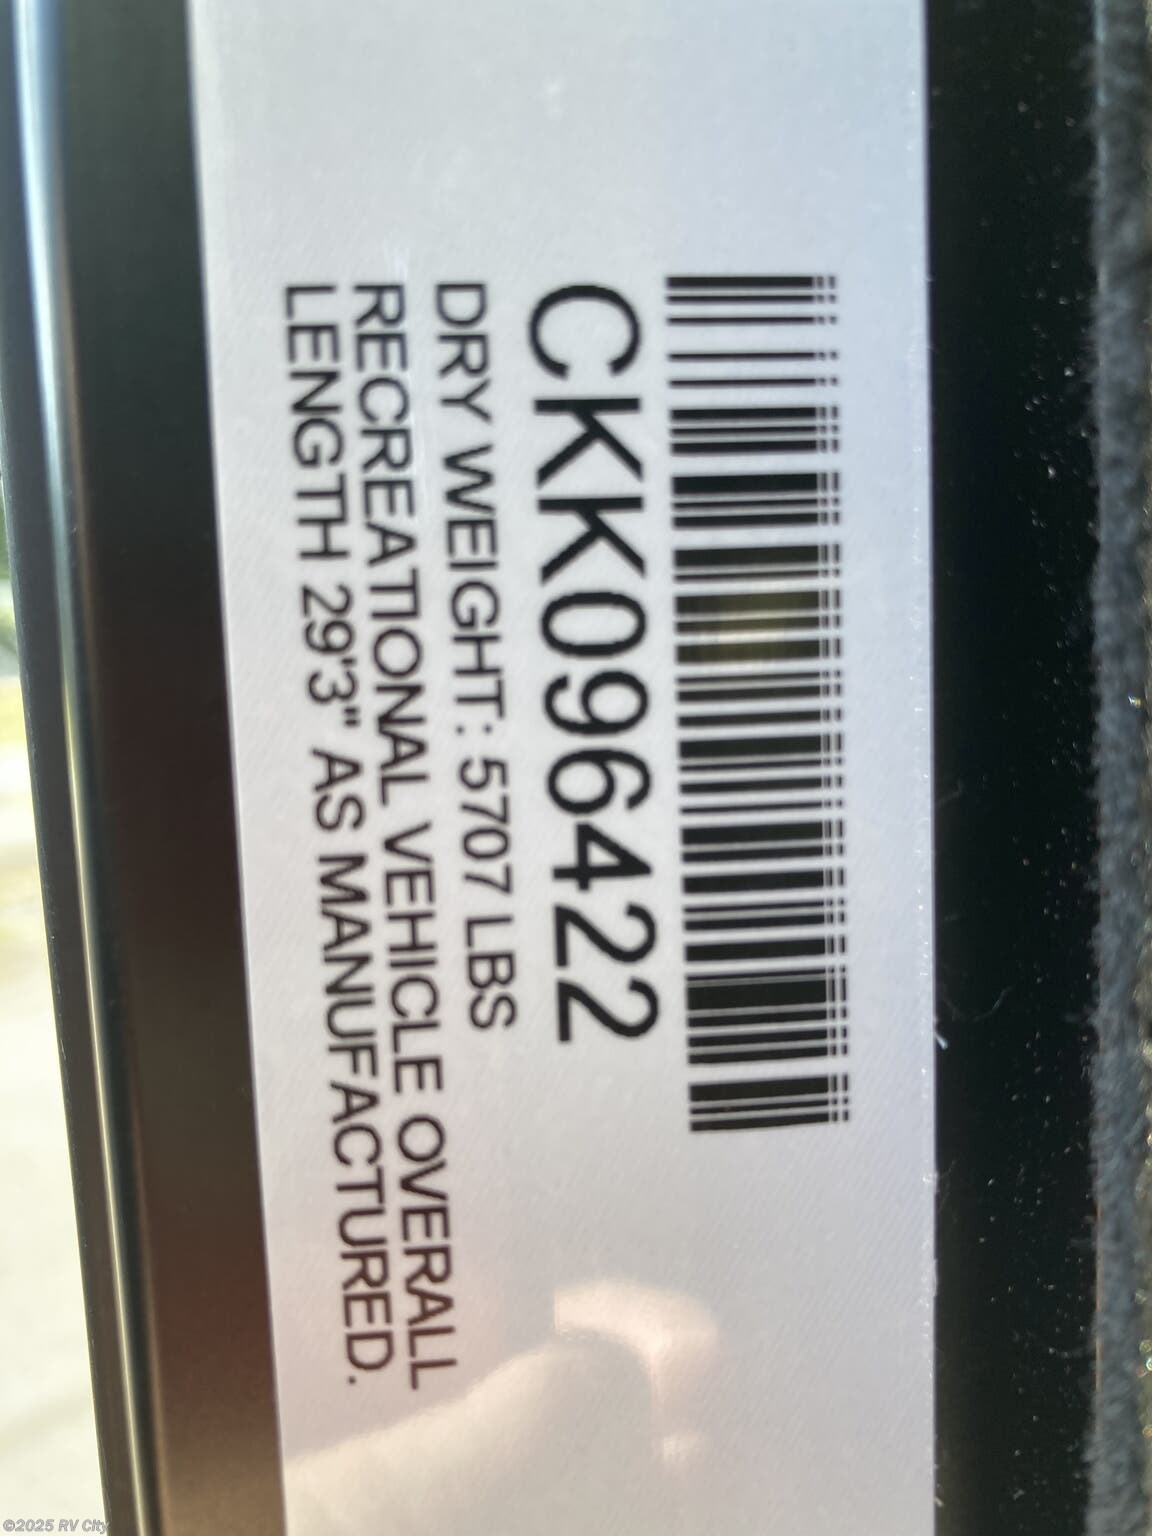 CKK096422
DRY WEIGHT: 5707 LBS
RECREATIONAL VEHICLE OVERALL
LENGTH 29'3" AS MANUFACTURED.
©2025 RV City